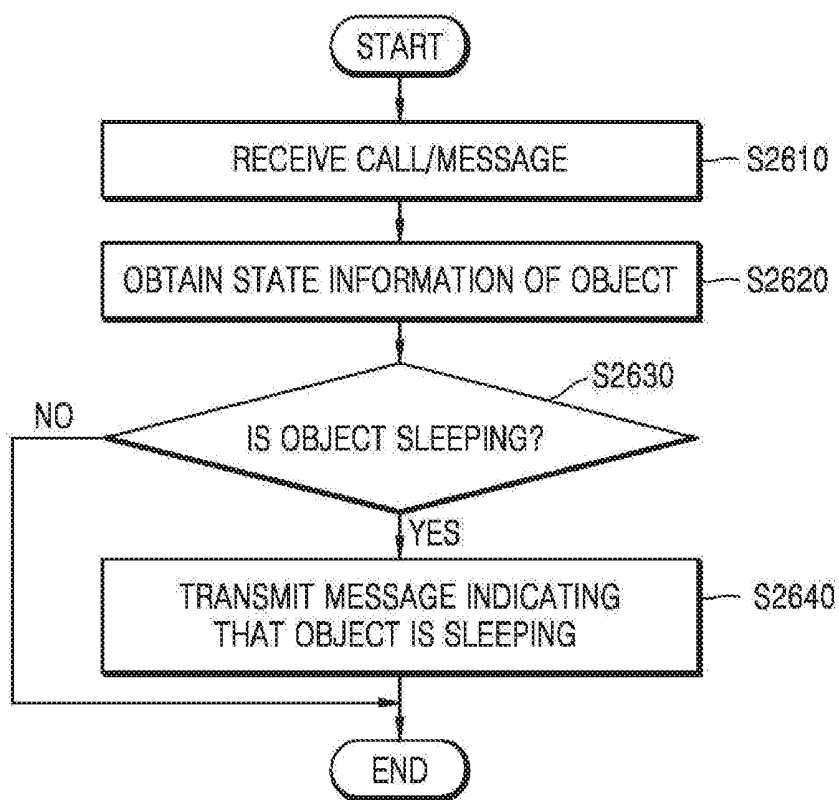 START
RECEIVE CALL/MESSAGE
S2610
OBTAIN STATE INFORMATION OF OBJECT
S2620
S2630
NO
IS OBJECT SLEEPING?
YES
TRANSMIT MESSAGE INDICATING
THAT OBJECT IS SLEEPING
S2640
END